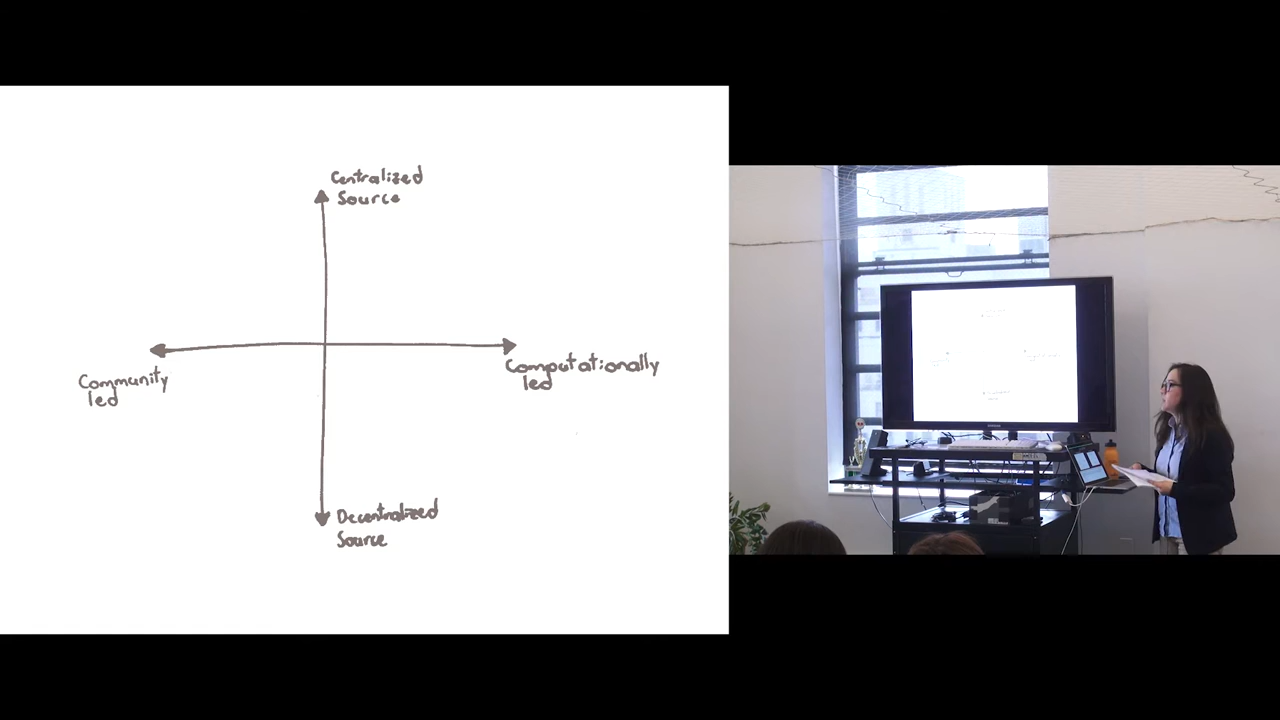 Centralized
Source
Community
led
Computationally
led
Decentralized
Source